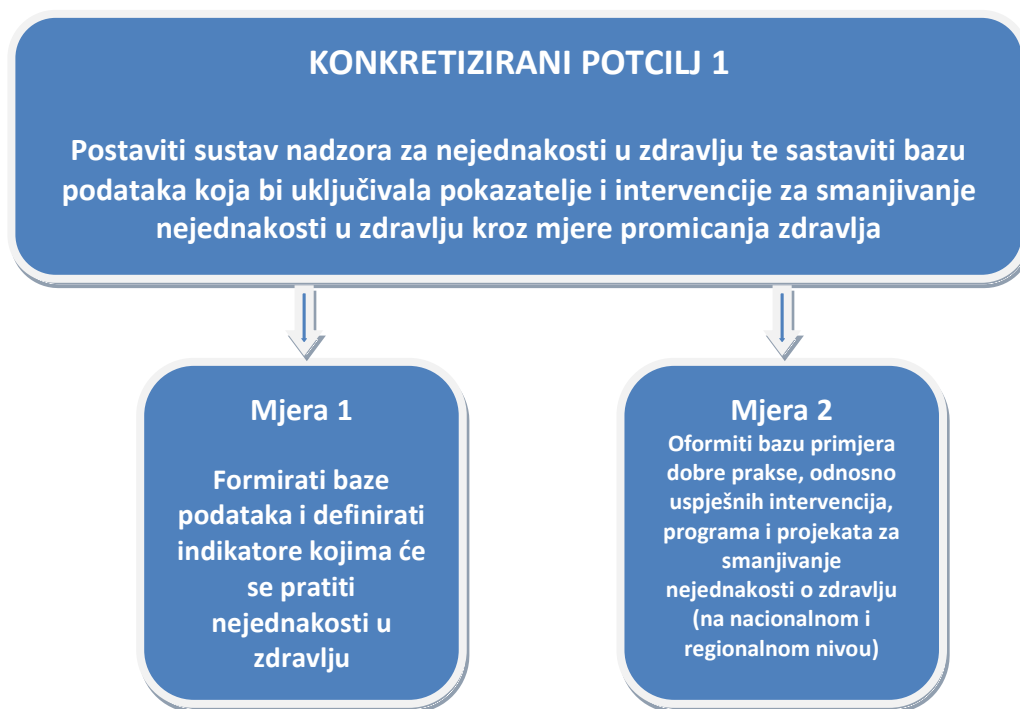 KONKRETIZIRANI POTCILJ 1
Postaviti sustav nadzora za nejednakosti u zdravlju te sastaviti bazu
podataka koja bi uključivala pokazatelje i intervencije za smanjivanje
nejednakosti u zdravlju kroz mjere promicanja zdravlja
Mjera 1
Formirati baze
podataka i definirati
indikatore kojima će
se pratiti
nejednakosti u
zdravlju
Mjera 2
Oformiti bazu primjera
dobre prakse, odnosno
uspješnih intervencija,
programa i projekata za
smanjivanje
nejednakosti o zdravlju
(na nacionalnom i
regionalnom nivou)